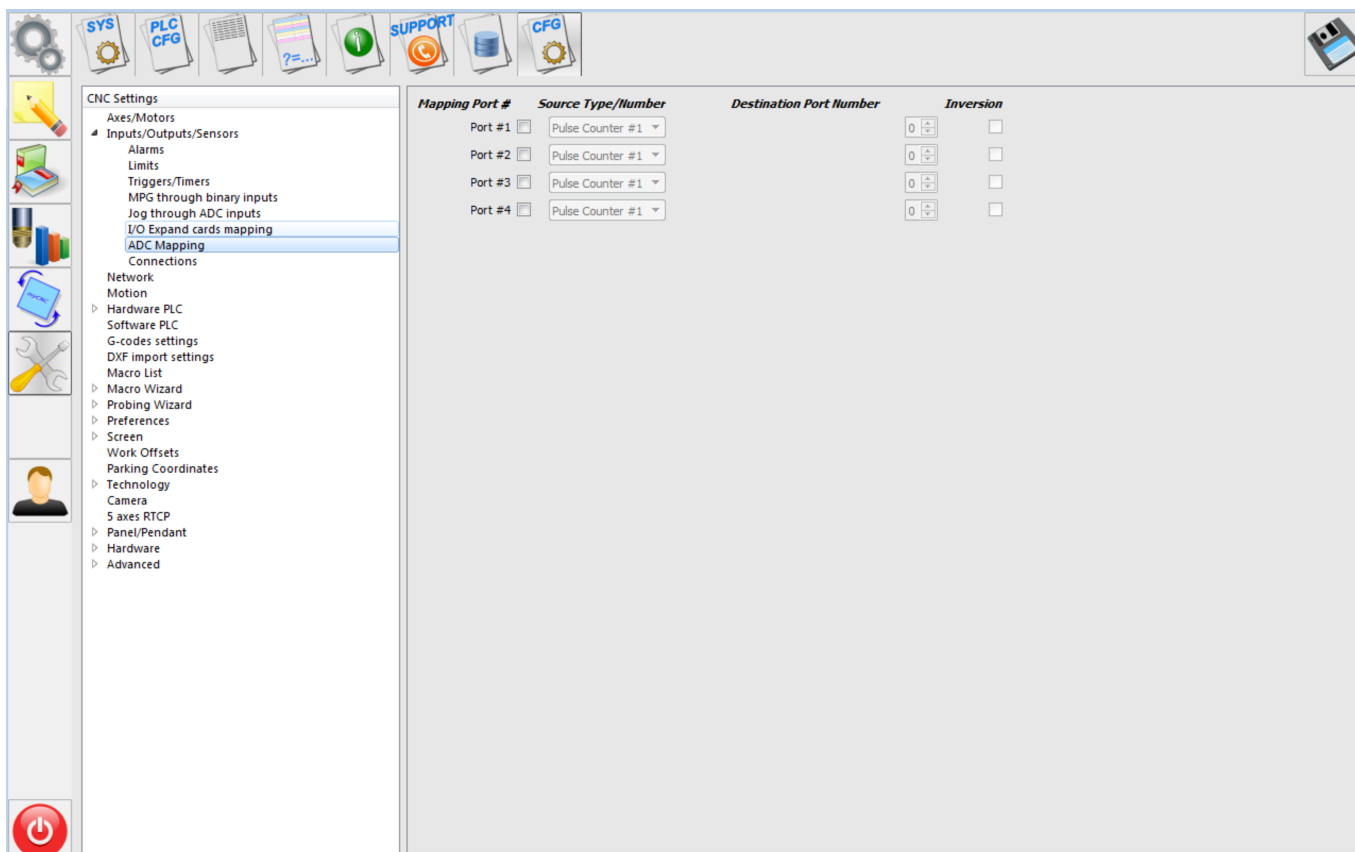 SYS
PLC
CFG
?=...
i
SUPPORT
CFG
CNC Settings
Axes/Motors
Inputs/Outputs/Sensors
Alarms
Limits
Triggers/Timers
MPG through binary inputs
Jog through ADC inputs
I/O Expand cards mapping
ADC Mapping
Connections
Network
Motion
Hardware PLC
Software PLC
G-codes settings
DXF import settings
Macro List
Macro Wizard
Probing Wizard
Preferences
Screen
Work Offsets
Parking Coordinates
Technology
Camera
5 axes RTCP
Panel/Pendant
Hardware
Advanced
Mapping Port # Source Type/Number Destination Port Number Inversion
Port #1 Pulse Counter #1 0
Port #2 Pulse Counter #1 0
Port #3 Pulse Counter #1 0
Port #4 Pulse Counter #1 0
myCNC